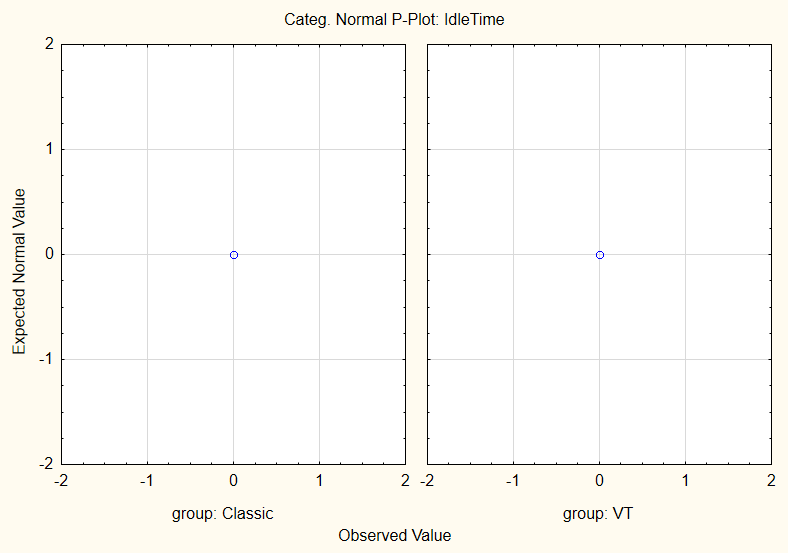 Categ. Normal P-Plot: IdleTime
Expected Normal Value
2
1
0
-1
-2
-2 -1 0 1 2 -2 -1 0 1 2
group: Classic group: VT
Observed Value